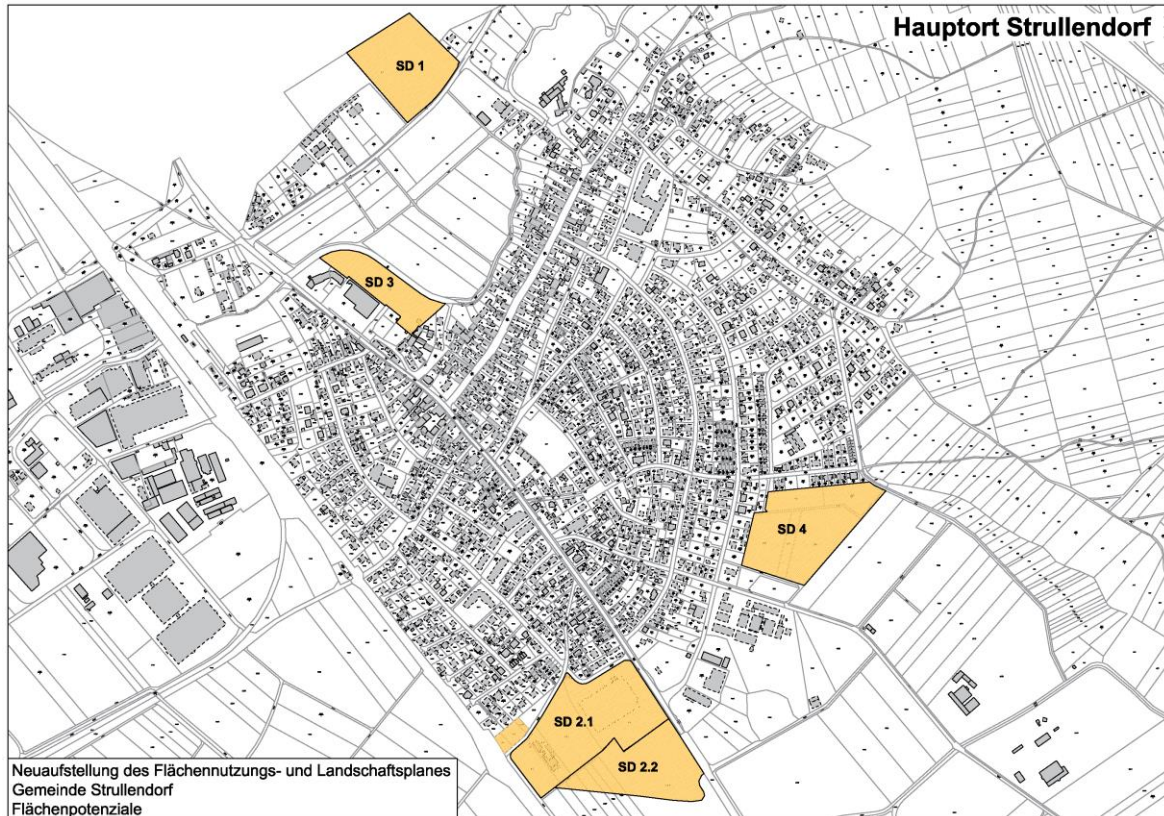 Hauptort Strullendorf
SD 1
SD 3
SD 4
SD 2.1
SD 2.2
Neuaufstellung des Flächennutzungs- und Landschaftsplanes
Gemeinde Strullendorf
Flächenpotenziale